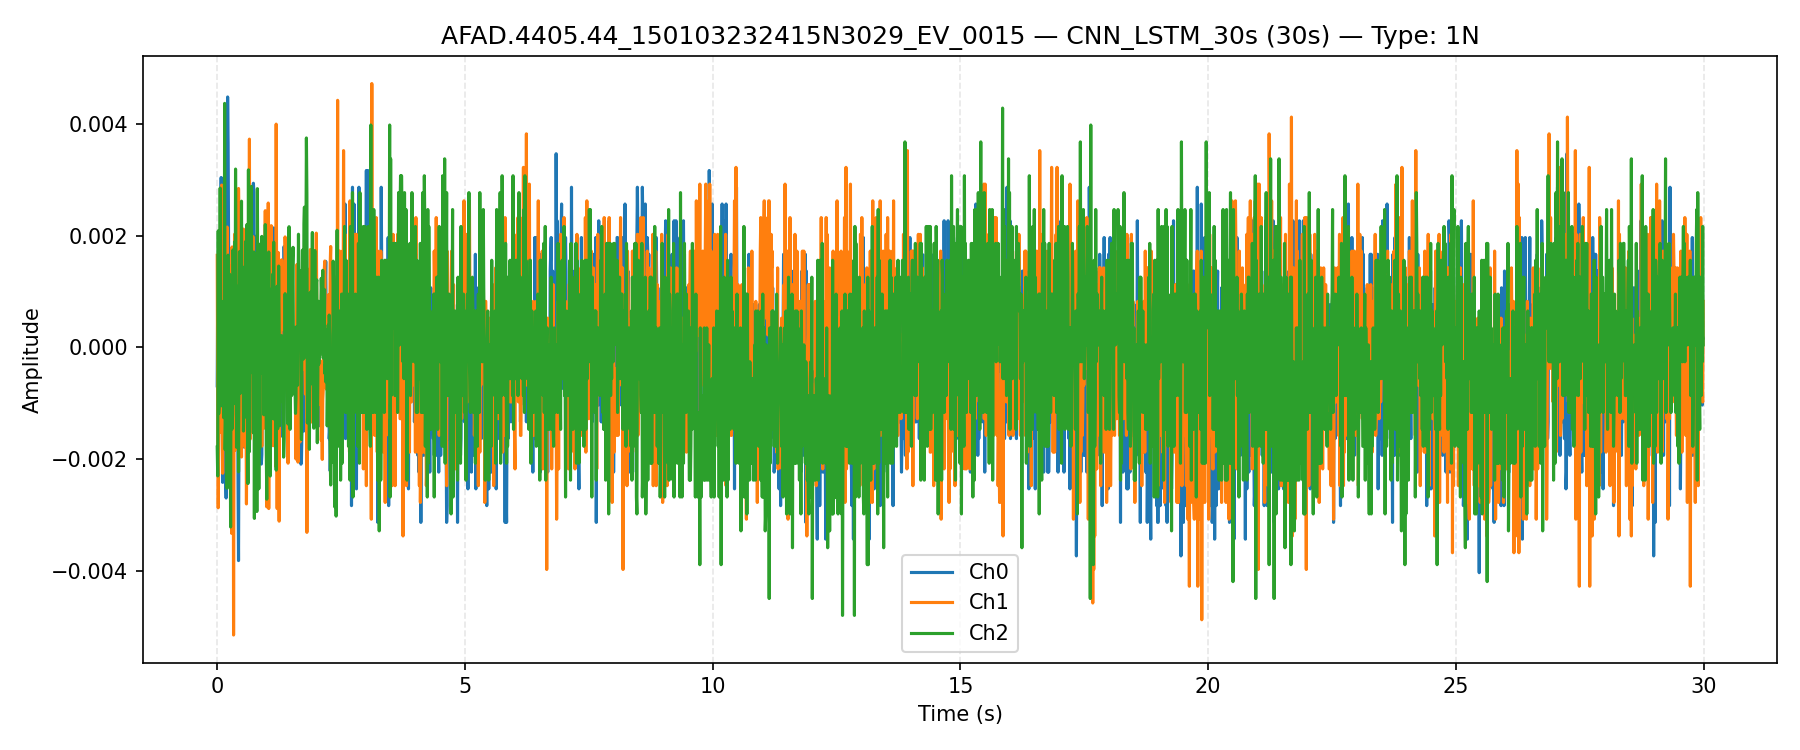 AFAD.4405.44_150103232415N3029_EV_0015 — CNN_LSTM_30s (30s) — Type: 1N
Amplitude
0.004
0.002
0.000
−0.002
−0.004
Ch0
Ch1
Ch2
0 5 10 15 20 25 30
Time (s)